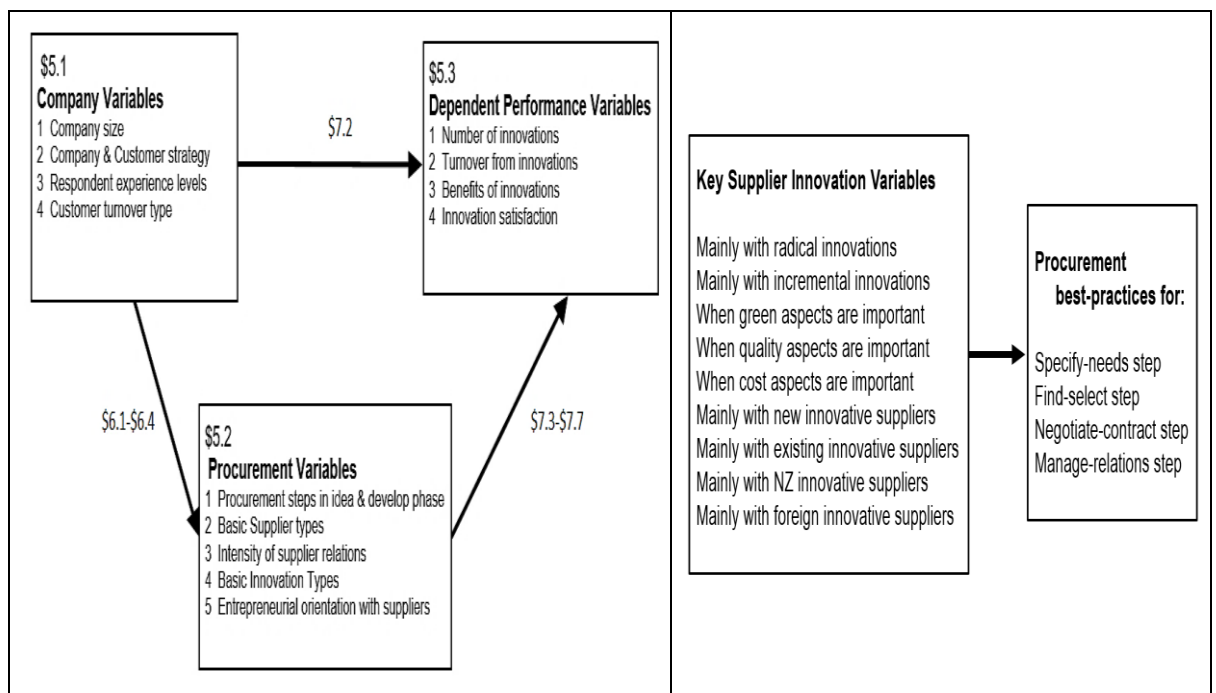 $5.1
Company Variables
1 Company size
2 Company & Customer strategy
3 Respondent experience levels
4 Customer turnover type
$7.2
$5.3
Dependent Performance Variables
1 Number of innovations
2 Turnover from innovations
3 Benefits of innovations
4 Innovation satisfaction
$6.1-$6.4
$7.3-$7.7
$5.2
Procurement Variables
1 Procurement steps in idea & develop phase
2 Basic Supplier types
3 Intensity of supplier relations
4 Basic Innovation Types
5 Entrepreneurial orientation with suppliers
Key Supplier Innovation Variables
Mainly with radical innovations
Mainly with incremental innovations
When green aspects are important
When quality aspects are important
When cost aspects are important
Mainly with new innovative suppliers
Mainly with existing innovative suppliers
Mainly with NZ innovative suppliers
Mainly with foreign innovative suppliers
Procurement
best-practices for:
Specify-needs step
Find-select step
Negotiate-contract step
Manage-relations step